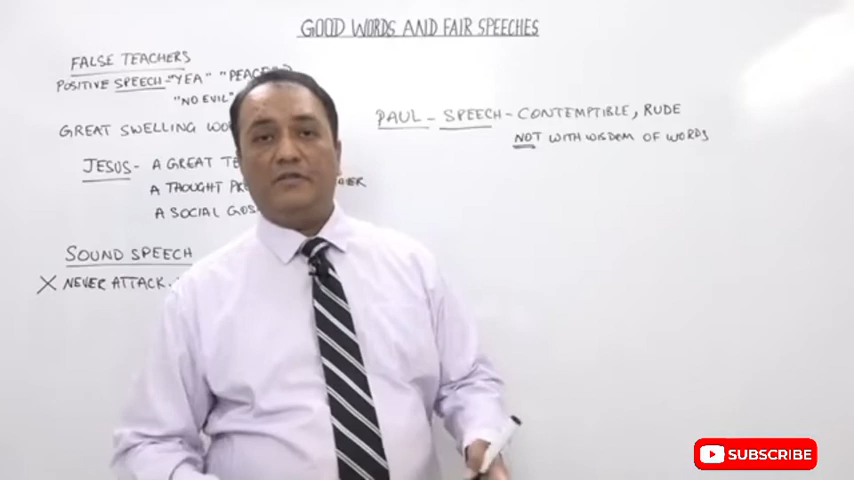 GOOD WORDS AND FAIR SPEECHES
FALSE TEACHERS
POSITIVE SPEECH - "YEA" "PEACE"
"NO EVIL"
GREAT SWELLING
JESUS - A GREAT
A THOUGHT
A SOCIAL
SOUND SPEECH
X NEVER ATTACK
PAUL - SPEECH - CONTEMPTIBLE, RUDE
NOT WITH WISDOM OF WORDS
SUBSCRIBE